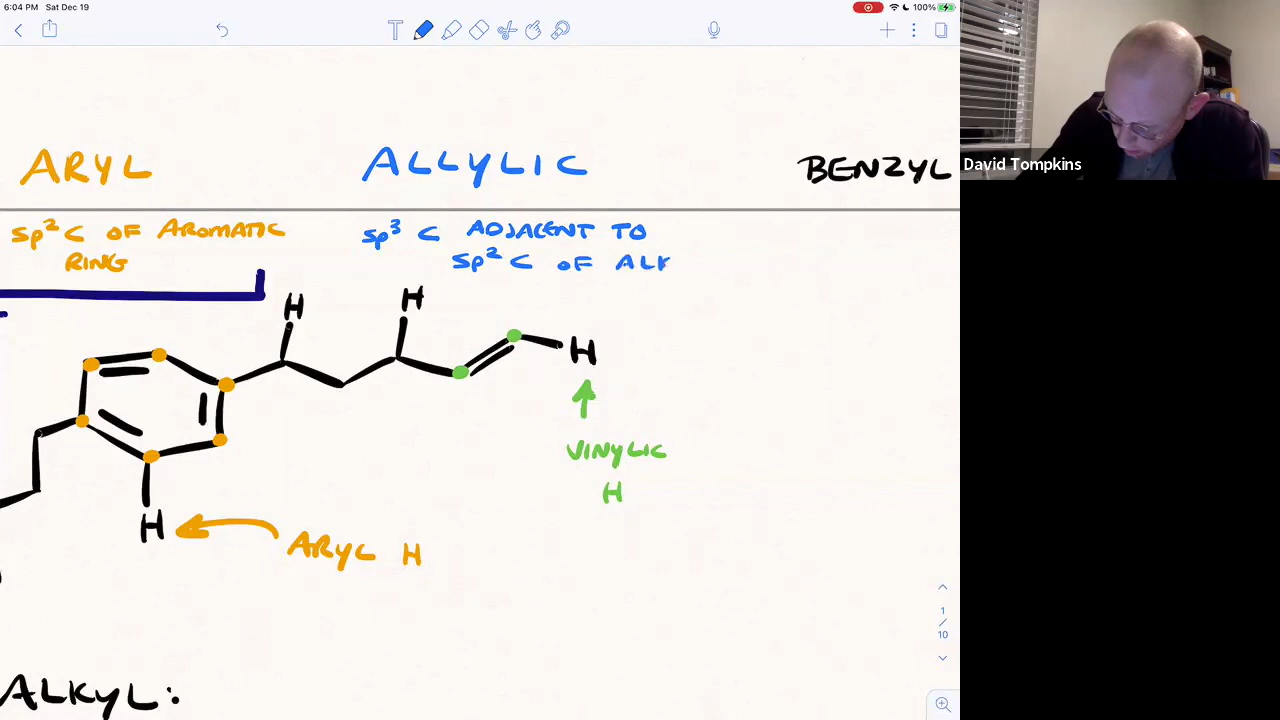 6:04 PM Sat Dec 19
100%
T
ARYL
ALLYLIC
BENZYL
David Tompkins
sp² C OF AROMATIC
RING
sp³ C ADJACENT TO
sp² C OF ALK
H
H
H
VINYLIC
H
H
ARYL H
1
/
10
ALKYL: